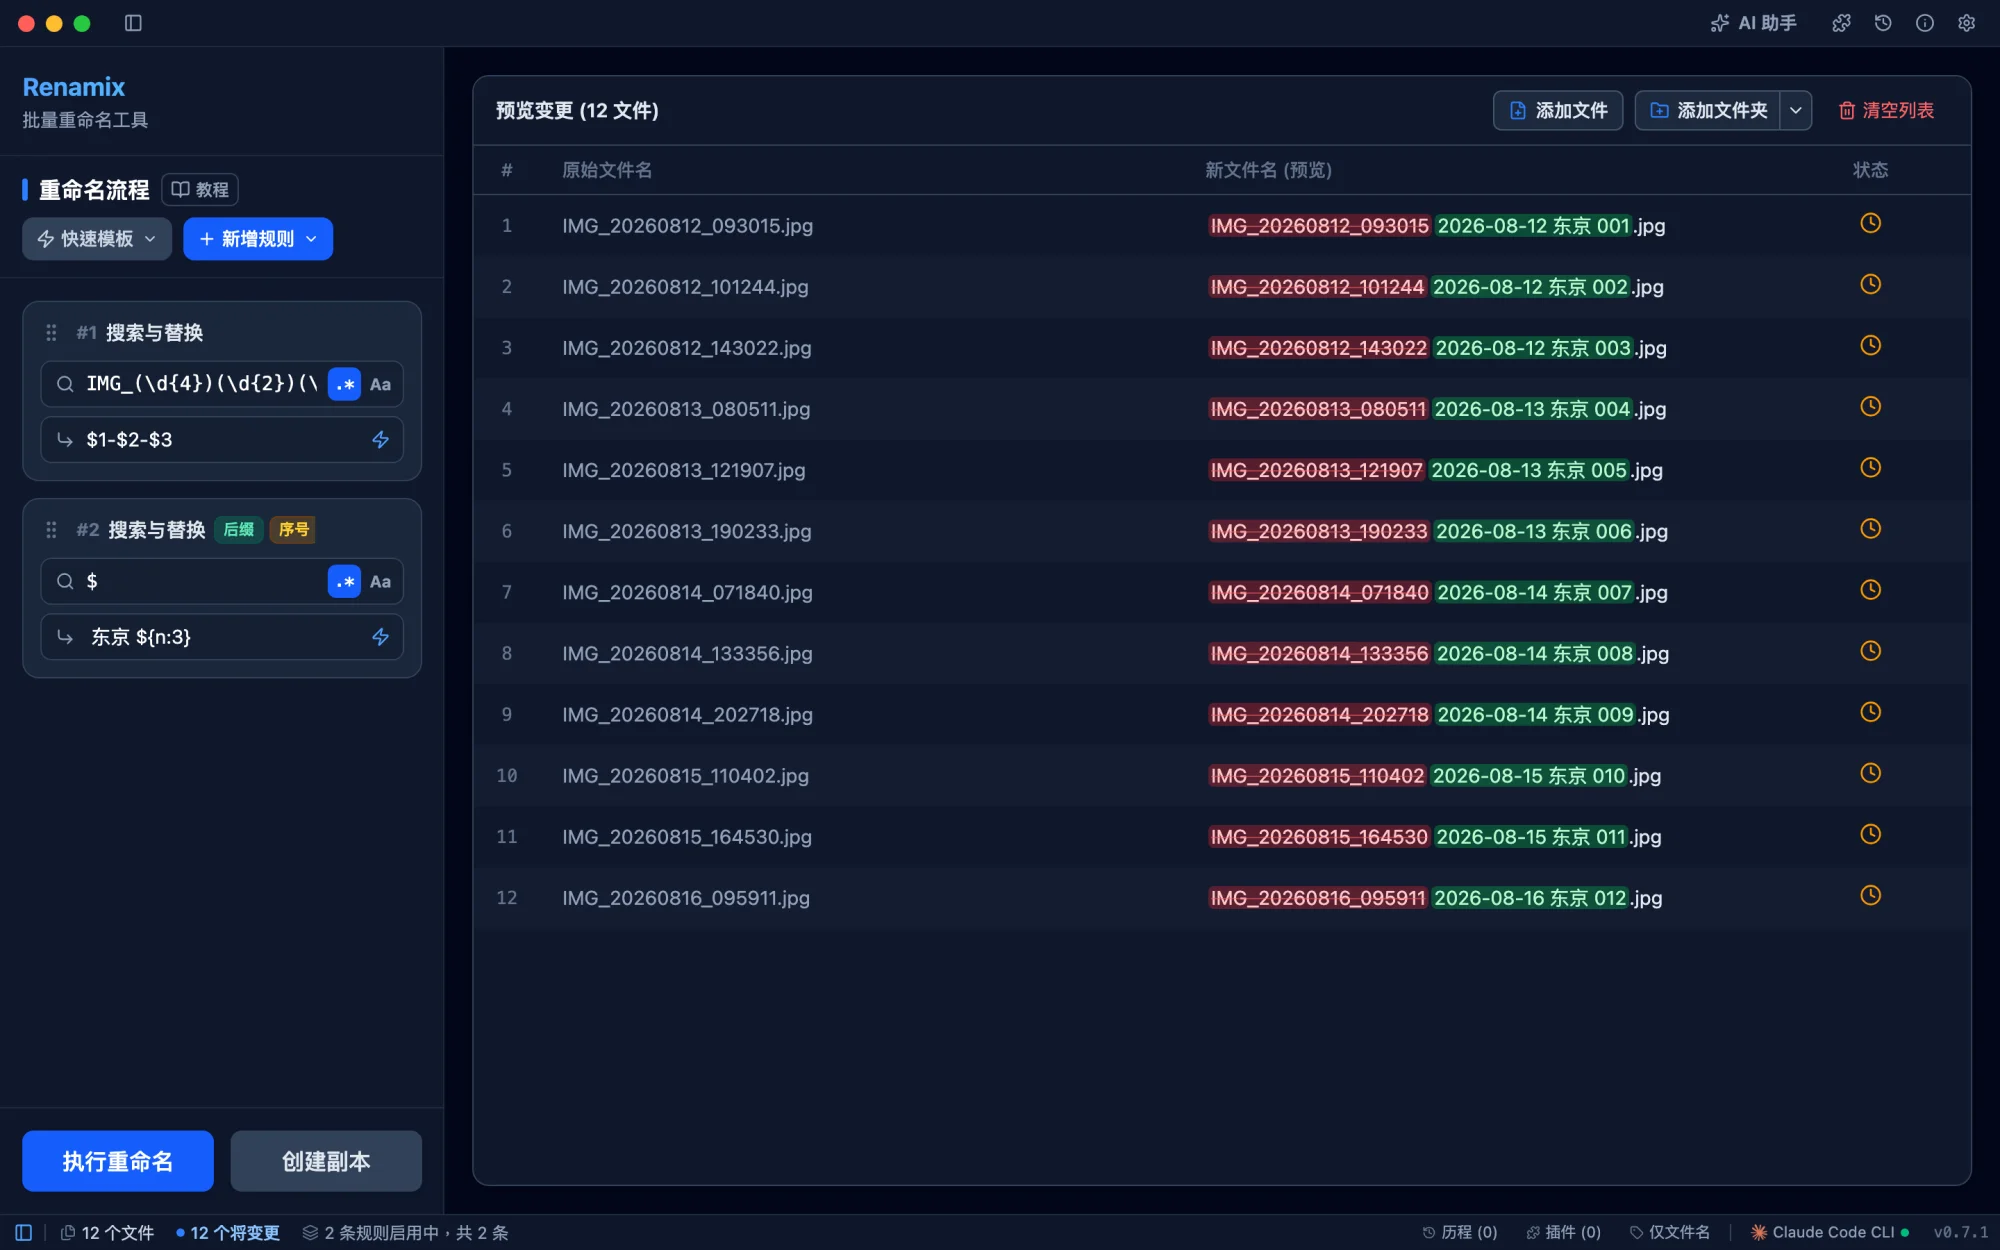 AI 助手
Renamix
批量重命名工具
重命名流程 教程
快速模板 新增规则
#1 搜索与替换
IMG_(\d{4})(\d{2})(\ .* Aa
$1-$2-$3
#2 搜索与替换 后缀 序号
$ .* Aa
东京 ${n:3}
执行重命名 创建副本
预览变更 (12 文件) 添加文件 添加文件夹 清空列表
# 原始文件名 新文件名 (预览) 状态
1 IMG_20260812_093015.jpg IMG_20260812_093015 2026-08-12 东京 001.jpg
2 IMG_20260812_101244.jpg IMG_20260812_101244 2026-08-12 东京 002.jpg
3 IMG_20260812_143022.jpg IMG_20260812_143022 2026-08-12 东京 003.jpg
4 IMG_20260813_080511.jpg IMG_20260813_080511 2026-08-13 东京 004.jpg
5 IMG_20260813_121907.jpg IMG_20260813_121907 2026-08-13 东京 005.jpg
6 IMG_20260813_190233.jpg IMG_20260813_190233 2026-08-13 东京 006.jpg
7 IMG_20260814_071840.jpg IMG_20260814_071840 2026-08-14 东京 007.jpg
8 IMG_20260814_133356.jpg IMG_20260814_133356 2026-08-14 东京 008.jpg
9 IMG_20260814_202718.jpg IMG_20260814_202718 2026-08-14 东京 009.jpg
10 IMG_20260815_110402.jpg IMG_20260815_110402 2026-08-15 东京 010.jpg
11 IMG_20260815_164530.jpg IMG_20260815_164530 2026-08-15 东京 011.jpg
12 IMG_20260816_095911.jpg IMG_20260816_095911 2026-08-16 东京 012.jpg
12 个文件 12 个将变更 2 条规则启用中，共 2 条 历程 (0) 插件 (0) 仅文件名 Claude Code CLI v0.7.1